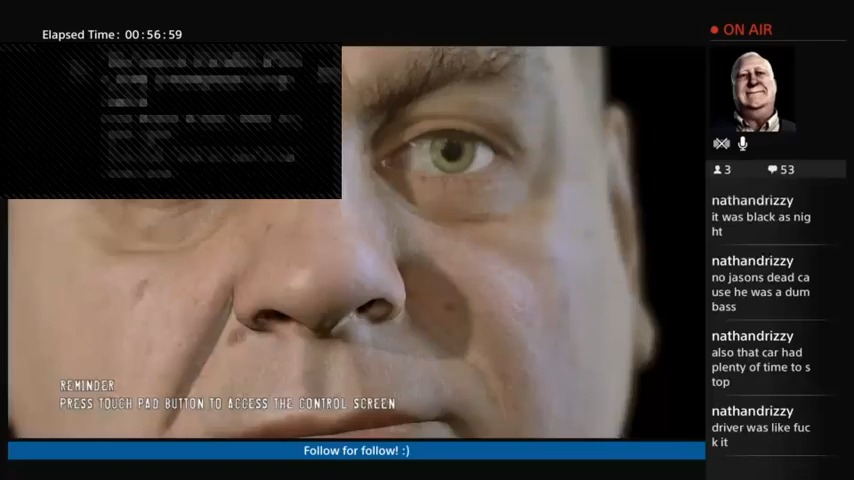 Elapsed Time: 00:56:59
ON AIR
3
53
nathandrizzy
it was black as nig
ht
nathandrizzy
no jasons dead ca
use he was a dum
bass
nathandrizzy
also that car had
plenty of time to s
top
nathandrizzy
driver was like fuc
k it
REMINDER
PRESS TOUCH PAD BUTTON TO ACCESS THE CONTROL SCREEN
Follow for follow! :)